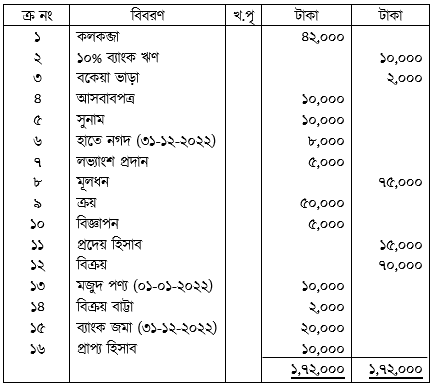 ক্র নং বিবরণ খ.পৃ টাকা টাকা
১ কলকব্জা ৪২,০০০
২ ১০% ব্যাংক ঋণ ১০,০০০
৩ বকেয়া ভাড়া ২,০০০
৪ আসবাবপত্র ১০,০০০
৫ সুনাম ১০,০০০
৬ হাতে নগদ (৩১-১২-২০২২) ৮,০০০
৭ লভ্যাংশ প্রদান ৫,০০০
৮ মূলধন ৭৫,০০০
৯ ক্রয় ৫০,০০০
১০ বিজ্ঞাপন ৫,০০০
১১ প্রদেয় হিসাব ১৫,০০০
১২ বিক্রয় ৭০,০০০
১৩ মজুদ পণ্য (০১-০১-২০২২) ১০,০০০
১৪ বিক্রয় বাট্টা ২,০০০
১৫ ব্যাংক জমা (৩১-১২-২০২২) ২০,০০০
১৬ প্রাপ্য হিসাব ১০,০০০
১,৭২,০০০ ১,৭২,০০০